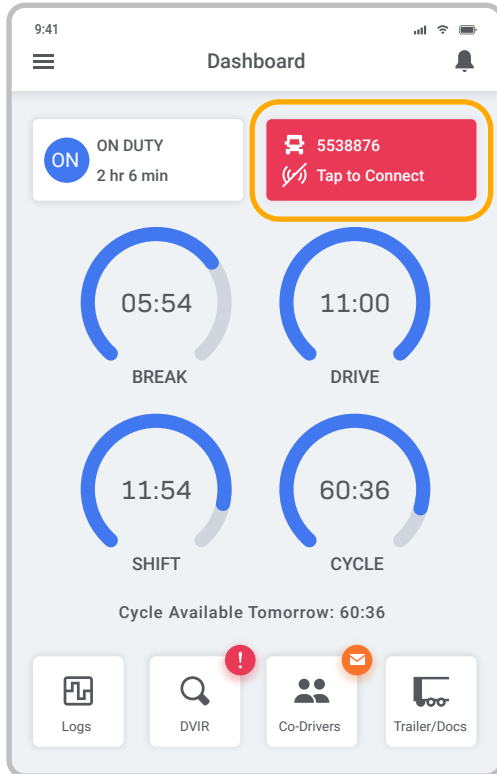 9:41
Dashboard
ON
ON DUTY
2 hr 6 min
5538876
Tap to Connect
05:54
BREAK
11:00
DRIVE
11:54
SHIFT
60:36
CYCLE
Cycle Available Tomorrow: 60:36
!
Logs
DVIR
Co-Drivers
Trailer/Docs